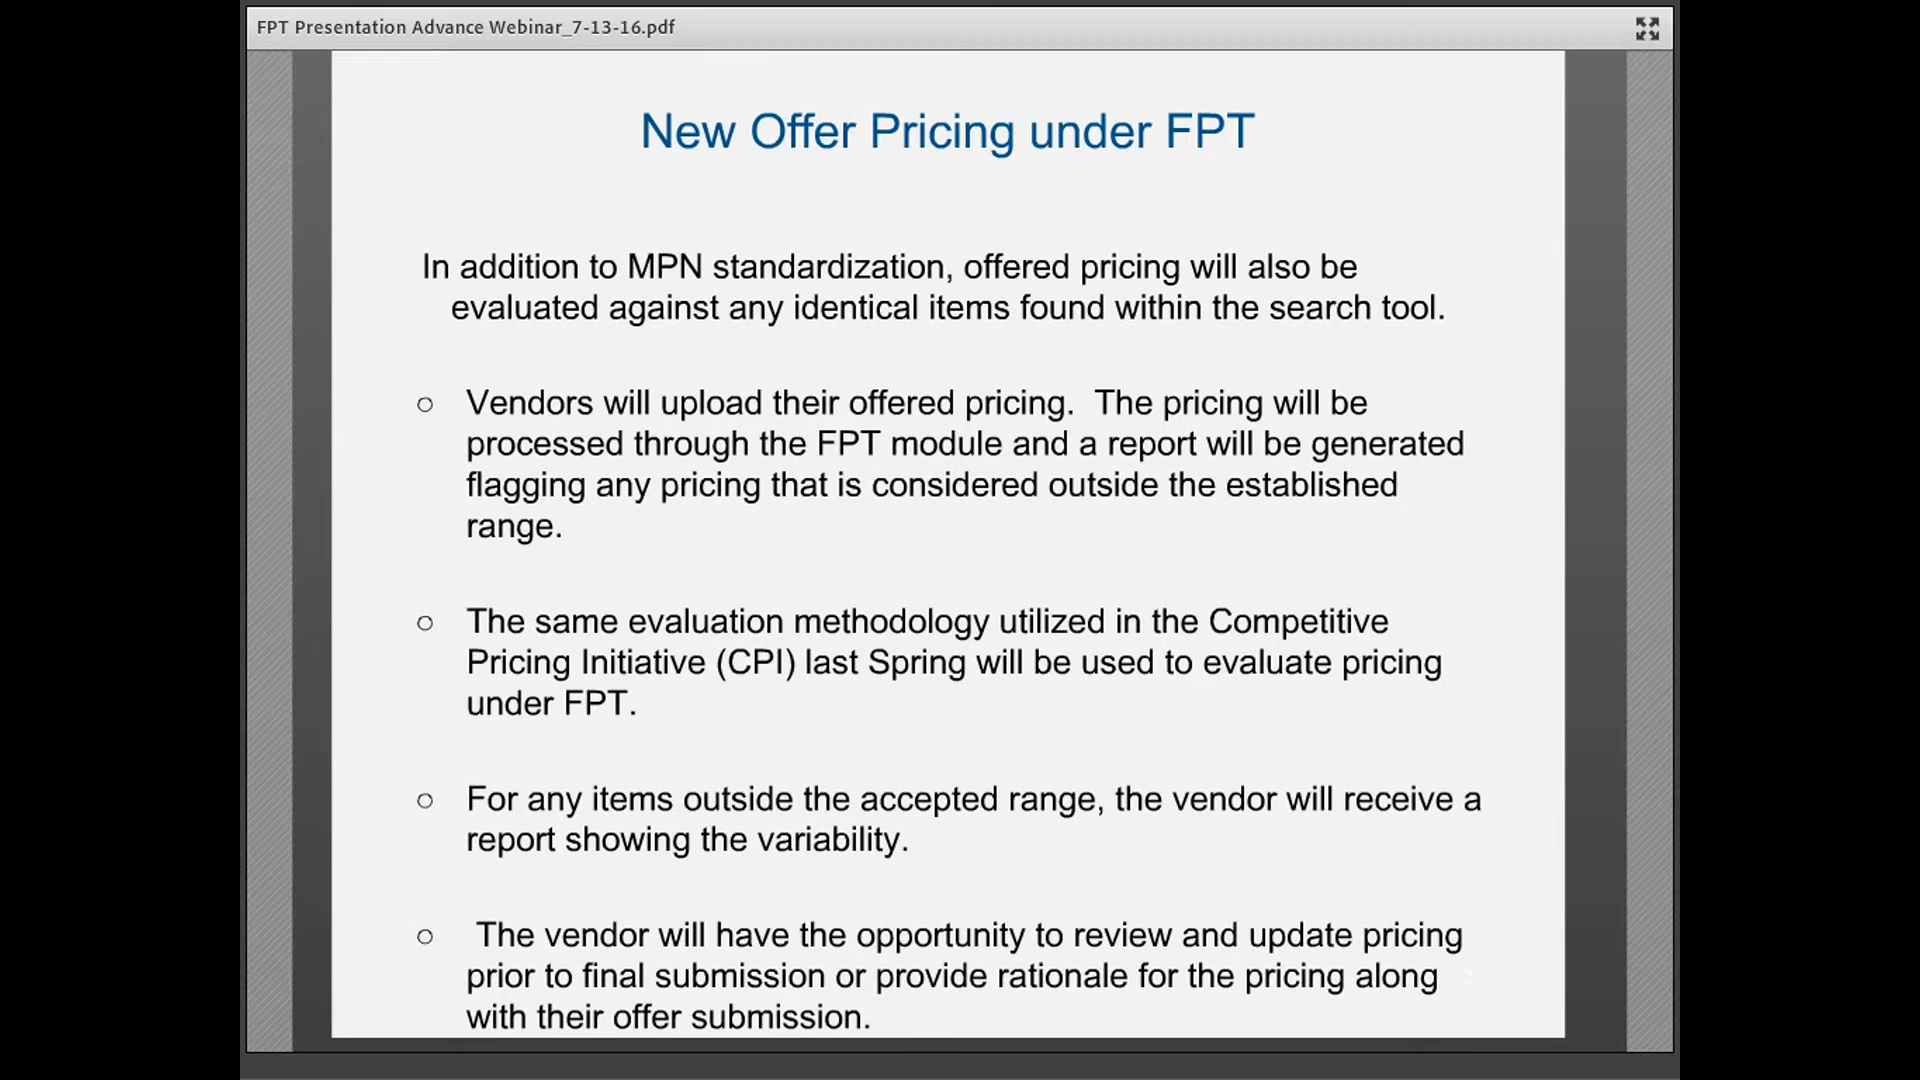 FPT Presentation Advance Webinar_7-13-16.pdf
New Offer Pricing under FPT
In addition to MPN standardization, offered pricing will also be
evaluated against any identical items found within the search tool.
○ Vendors will upload their offered pricing.  The pricing will be
processed through the FPT module and a report will be generated
flagging any pricing that is considered outside the established
range.
○ The same evaluation methodology utilized in the Competitive
Pricing Initiative (CPI) last Spring will be used to evaluate pricing
under FPT.
○ For any items outside the accepted range, the vendor will receive a
report showing the variability.
○ The vendor will have the opportunity to review and update pricing
prior to final submission or provide rationale for the pricing along
with their offer submission.